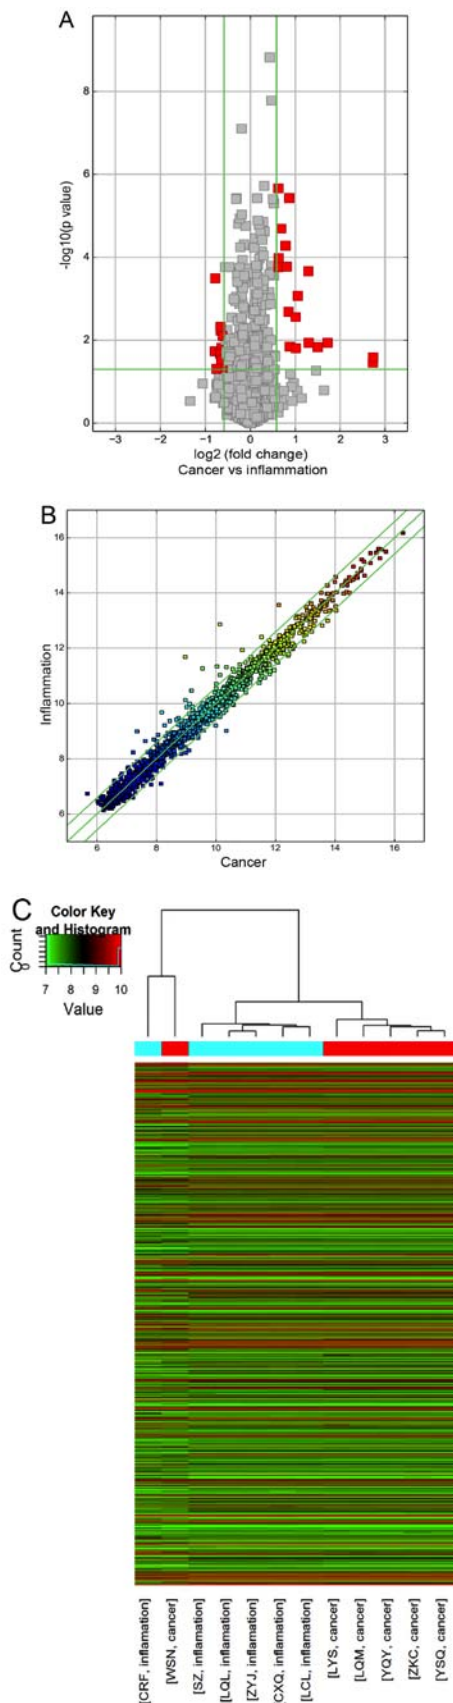 A
8
6
4
2
0
-log10(p value)
−3 −2 −1 0 1 2 3
log2 (fold change)
Cancer vs inflammation
B
16
14
12
10
8
6
Inflammation
6 8 10 12 14 16
Cancer
C
Color Key
and Histogram
Count
0
7 8 9 10
Value
[CRF, inflamation]
[WSN, cancer]
[SZ, inflamation]
[LQL, inflamation]
[ZYJ, inflamation]
CXQ, inflamation]
[LCL, inflamation]
[LYS, cancer]
[LQM, cancer]
[YQY, cancer]
[ZKC, cancer]
[YSQ, cancer]